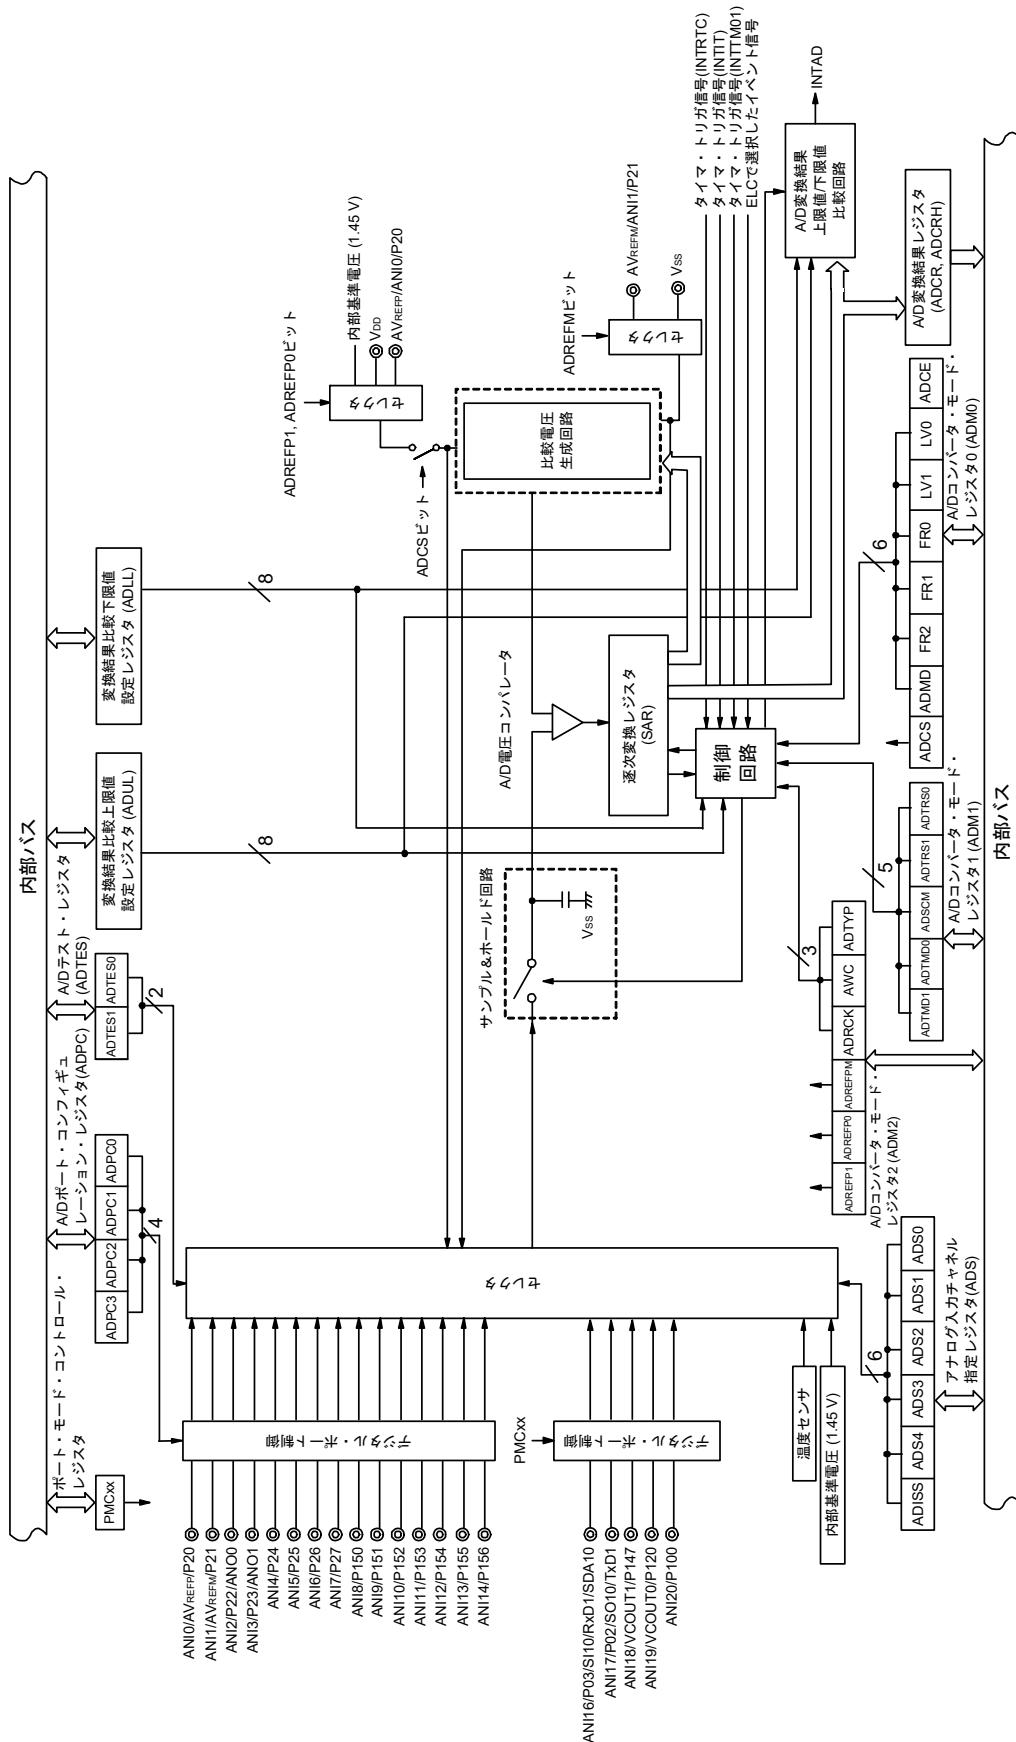 内部バス
ポート・モード・コントロール・
レジスタ
PMCxx
A/Dポート・コンフィギュ
レーション・レジスタ(ADPC)
ADPC3
ADPC2
ADPC1
ADPC0
4
A/Dテスト・レジスタ
(ADTES)
ADTES1
ADTES0
2
変換結果比較上限値
設定レジスタ (ADUL)
8
変換結果比較下限値
設定レジスタ (ADLL)
8
ADREFP1, ADREFP0ビット
セレクタ
内部基準電圧 (1.45 V)
VDD
AVREFP/ANI0/P20
ADCSビット
ANI0/AVREFP/P20
ANI1/AVREFM/P21
ANI2/P22/ANO0
ANI3/P23/ANO1
ANI4/P24
ANI5/P25
ANI6/P26
ANI7/P27
ANI8/P150
ANI9/P151
ANI10/P152
ANI11/P153
ANI12/P154
ANI13/P155
ANI14/P156
デジタル・ポート制御
ANI16/P03/SI10/RxD1/SDA10
ANI17/P02/SO10/TxD1
ANI18/VCOUT1/P147
ANI19/VCOUT0/P120
ANI20/P100
PMCxx
デジタル・ポート制御
セレクタ
温度センサ
内部基準電圧 (1.45 V)
サンプル&ホールド回路
VSS
A/D電圧コンパレータ
比較電圧
生成回路
逐次変換レジスタ
(SAR)
制御
回路
ADREFMビット
セレクタ
AVREFM/ANI1/P21
VSS
タイマ・トリガ信号(INTRTC)
タイマ・トリガ信号(INTIT)
タイマ・トリガ信号(INTTM01)
ELCで選択したイベント信号
A/D変換結果
上限値/下限値
比較回路
INTAD
A/D変換結果レジスタ
(ADCR, ADCRH)
ADISS
ADS4
ADS3
ADS2
ADS1
ADS0
6
アナログ入力チャネル
指定レジスタ(ADS)
ADREFP1
ADREFP0
ADREFPM
ADRCK
AWC
ADTYP
3
A/Dコンバータ・モード・
レジスタ2 (ADM2)
ADTMD1
ADTMD0
ADSCM
ADTRS1
ADTRS0
5
A/Dコンバータ・モード・
レジスタ1 (ADM1)
ADCS
ADMD
FR2
FR1
FR0
LV1
LV0
ADCE
6
A/Dコンバータ・モード・
レジスタ0 (ADM0)
内部バス